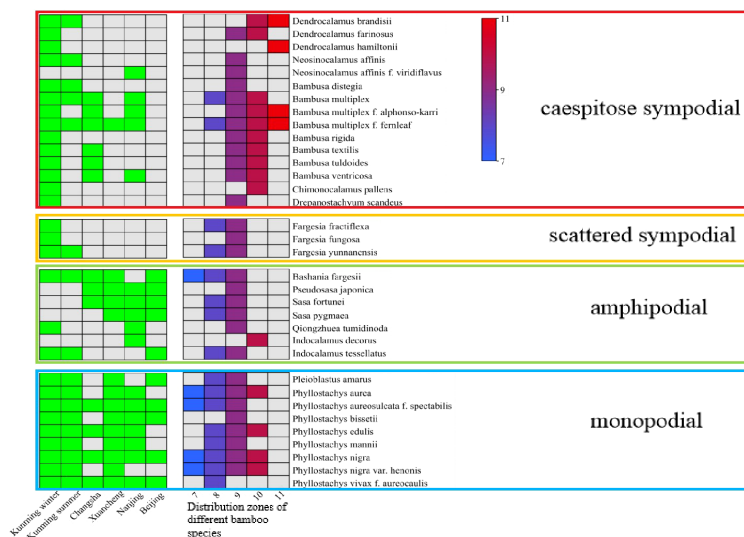 Dendrocalamus brandisii
Dendrocalamus farinosus
Dendrocalamus hamiltonii
Neosinocalamus affinis
Neosinocalamus affinis f. viridiflavus
Bambusa distegia
Bambusa multiplex
Bambusa multiplex f. alphonso-karri
Bambusa multiplex f. fernleaf
Bambusa rigida
Bambusa textilis
Bambusa tuldoides
Bambusa ventricosa
Chimonocalamus pallens
Drepanostachyum scandeus
11
9
7
caespitose sympodial
Fargesia fractiflexa
Fargesia fungosa
Fargesia yunnanensis
scattered sympodial
Bashania fargesii
Pseudosasa japonica
Sasa fortunei
Sasa pygmaea
Qiongzhuea tumidinoda
Indocalamus decorus
Indocalamus tessellatus
amphipodial
Pleioblastus amarus
Phyllostachys aurea
Phyllostachys aureosulcata f. spectabilis
Phyllostachys bissetii
Phyllostachys edulis
Phyllostachys mannii
Phyllostachys nigra
Phyllostachys nigra var. henonis
Phyllostachys vivax f. aureocaulis
monopodial
Kunming winter
Kunming summer
Changsha
Xuancheng
Nanjing
Beijing
7
8
9
10
11
Distribution zones of
different bamboo
species